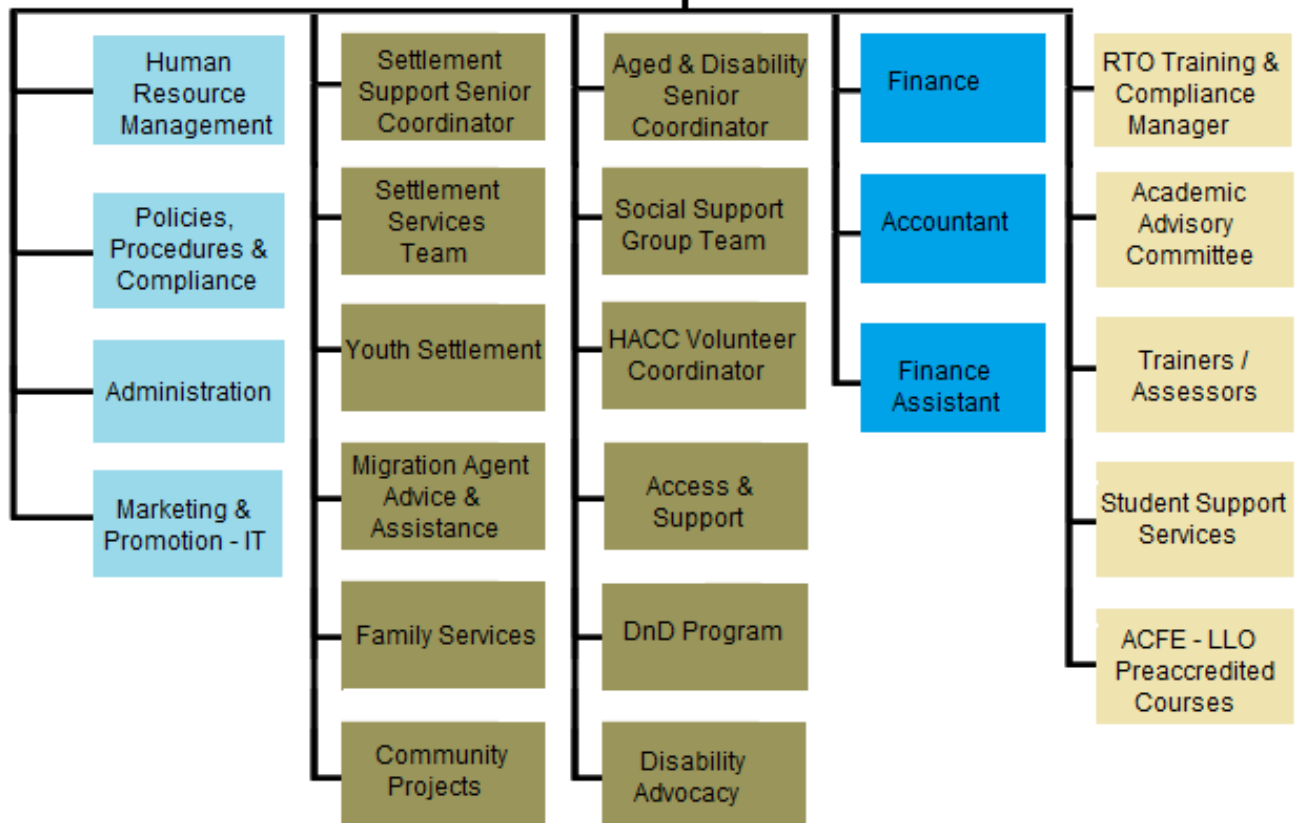 Human
Resource
Management
Policies,
Procedures &
Compliance
Administration
Marketing &
Promotion - IT
Settlement
Support Senior
Coordinator
Settlement
Services
Team
Youth Settlement
Migration Agent
Advice &
Assistance
Family Services
Community
Projects
Aged & Disability
Senior
Coordinator
Social Support
Group Team
HACC Volunteer
Coordinator
Access &
Support
DnD Program
Disability
Advocacy
Finance
Accountant
Finance
Assistant
RTO Training &
Compliance
Manager
Academic
Advisory
Committee
Trainers /
Assessors
Student Support
Services
ACFE - LLO
Preaccredited
Courses